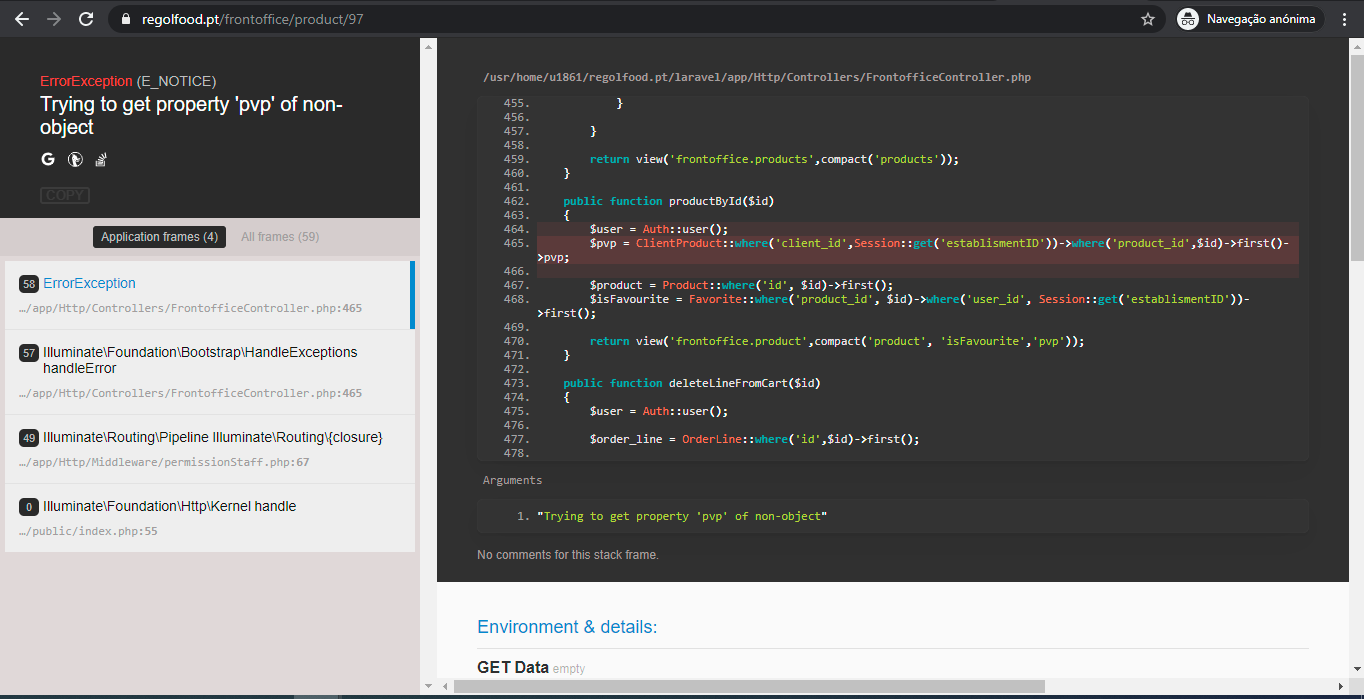 regolfood.pt/frontoffice/product/97
Navegação anónima
ErrorException (E_NOTICE)
Trying to get property 'pvp' of non-
object
COPY
Application frames (4) All frames (59)
58 ErrorException
…/app/Http/Controllers/FrontofficeController.php:465
57 Illuminate\Foundation\Bootstrap\HandleExceptions
handleError
…/app/Http/Controllers/FrontofficeController.php:465
49 Illuminate\Routing\Pipeline Illuminate\Routing\{closure}
…/app/Http/Middleware/permissionStaff.php:67
0 Illuminate\Foundation\Http\Kernel handle
…/public/index.php:55
/usr/home/u1861/regolfood.pt/laravel/app/Http/Controllers/FrontofficeController.php
455. }
456.
457. }
458.
459. return view('frontoffice.products',compact('products'));
460. }
461.
462. public function productById($id)
463. {
464. $user = Auth::user();
465. $pvp = ClientProduct::where('client_id',Session::get('establismentID'))->where('product_id',$id)->first()-
>pvp;
466.
467. $product = Product::where('id', $id)->first();
468. $isFavourite = Favorite::where('product_id', $id)->where('user_id', Session::get('establismentID'))-
>first();
469.
470. return view('frontoffice.product',compact('product', 'isFavourite','pvp'));
471. }
472.
473. public function deleteLineFromCart($id)
474. {
475. $user = Auth::user();
476.
477. $order_line = OrderLine::where('id',$id)->first();
478.
Arguments
1. "Trying to get property 'pvp' of non-object"
No comments for this stack frame.
Environment & details:
GET Data empty